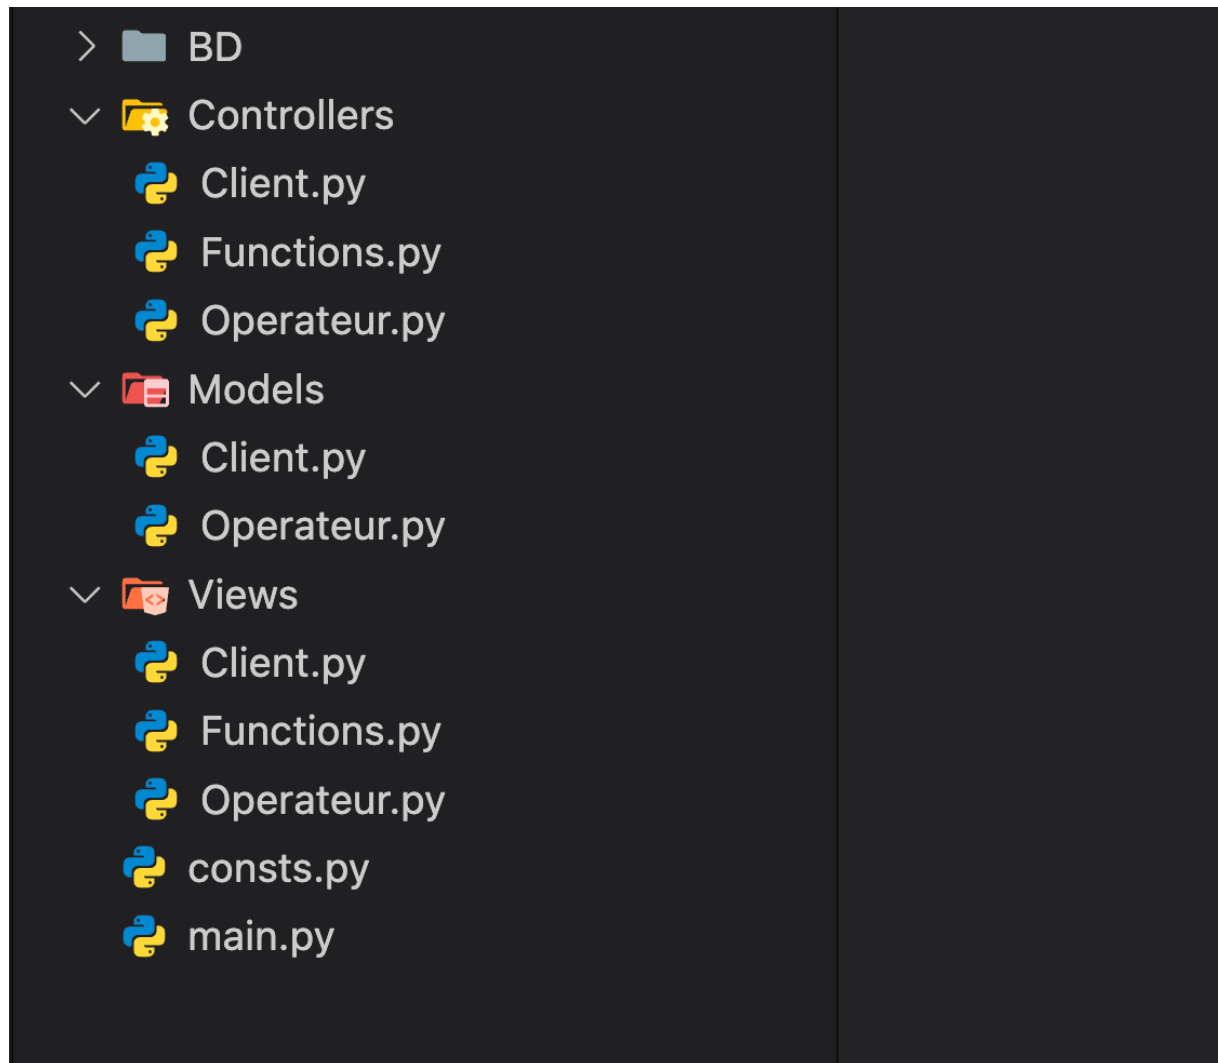 BD
Controllers
Client.py
Functions.py
Operateur.py
Models
Client.py
Operateur.py
Views
Client.py
Functions.py
Operateur.py
consts.py
main.py